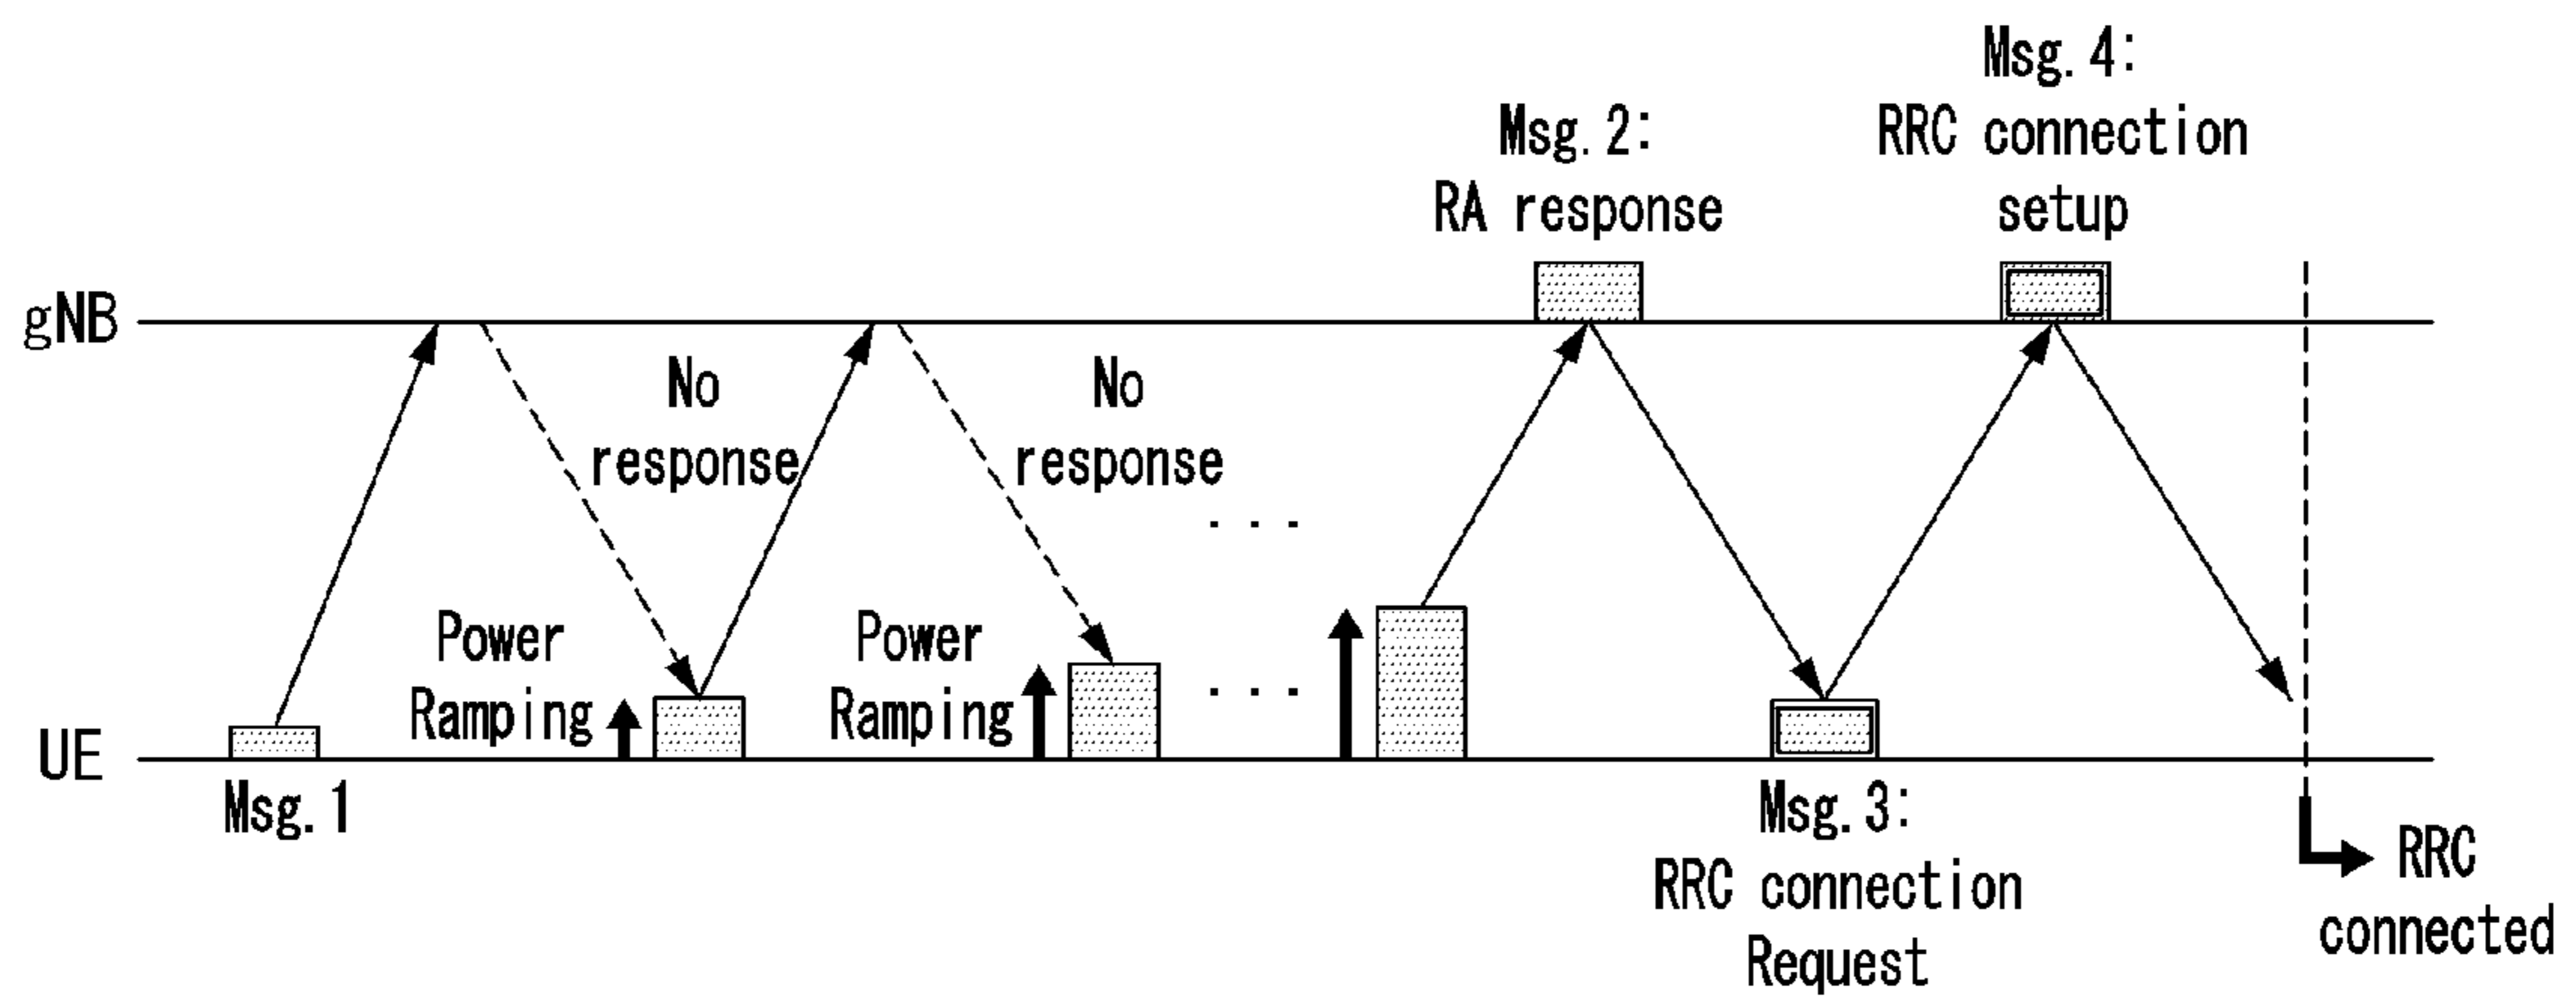 Msg.4:
RRC connection
setup
Msg.2:
RA response
gNB
No
response
No
response
. . .
Power
Ramping
Power
Ramping
. . .
UE
Msg.1
Msg.3:
RRC connection
Request
RRC
connected